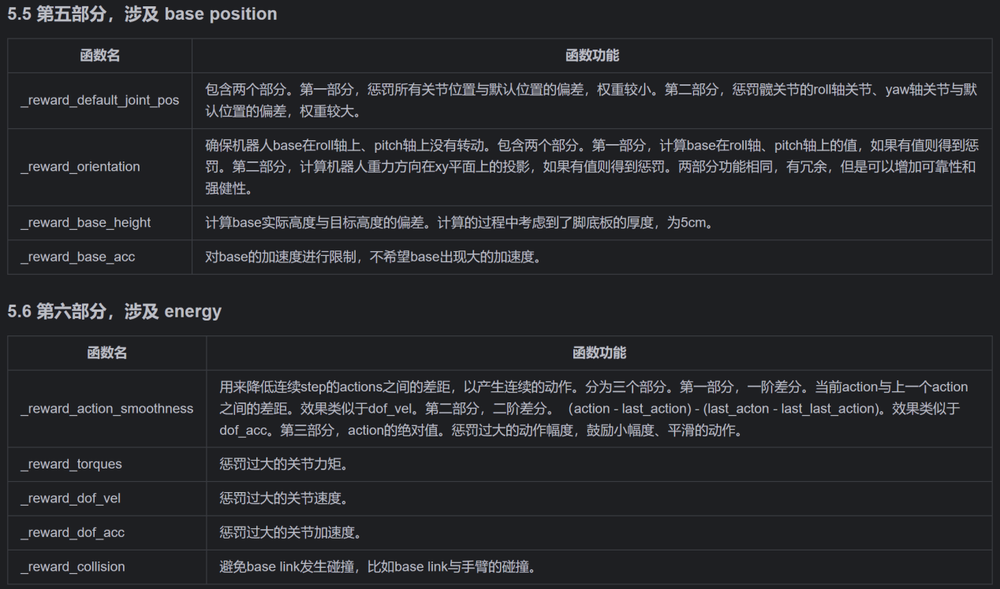 5.5 第五部分，涉及 base position
函数名
函数功能
_reward_default_joint_pos
包含两个部分。第一部分，惩罚所有关节位置与默认位置的偏差，权重较小。第二部分，惩罚髋关节的roll轴关节、yaw轴关节与默
认位置的偏差，权重较大。
_reward_orientation
确保机器人base在roll轴上、pitch轴上没有转动。包含两个部分。第一部分，计算base在roll轴、pitch轴上的值，如果有值则得到惩
罚。第二部分，计算机器人重力方向在xy平面上的投影，如果有值则得到惩罚。两部分功能相同，有冗余，但是可以增加可靠性和
强健性。
_reward_base_height
计算base实际高度与目标高度的偏差。计算的过程中考虑到了脚底板的厚度，为5cm。
_reward_base_acc
对base的加速度进行限制，不希望base出现大的加速度。
5.6 第六部分，涉及 energy
函数名
函数功能
_reward_action_smoothness
用来降低连续step的actions之间的差距，以产生连续的动作。分为三个部分。第一部分，一阶差分。当前action与上一个action
之间的差距。效果类似于dof_vel。第二部分，二阶差分。（action - last_action) - (last_acton - last_last_action)。效果类似于
dof_acc。第三部分，action的绝对值。惩罚过大的动作幅度，鼓励小幅度、平滑的动作。
_reward_torques
惩罚过大的关节力矩。
_reward_dof_vel
惩罚过大的关节速度。
_reward_dof_acc
惩罚过大的关节加速度。
_reward_collision
避免base link发生碰撞，比如base link与手臂的碰撞。